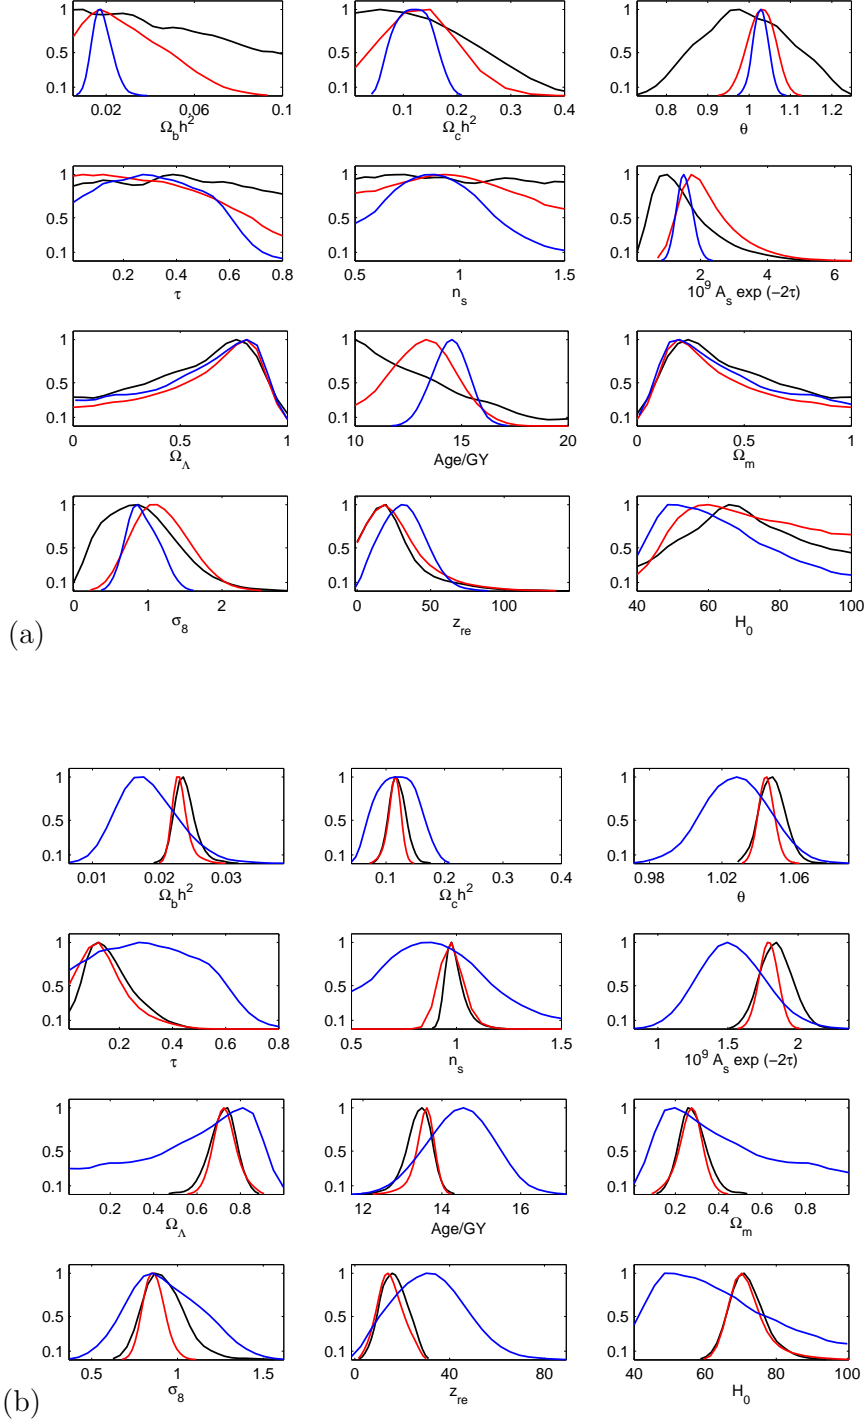 1 0.5 0.1 0.02 0.06 0.1 Ω_b h²
1 0.5 0.1 0.1 0.2 0.3 0.4 Ω_c h²
1 0.5 0.1 0.8 0.9 1 1.1 1.2 θ
1 0.5 0.1 0.2 0.4 0.6 0.8 τ
1 0.5 0.1 0.5 1 1.5 n_s
1 0.5 0.1 2 4 6 10⁹ A_s exp (−2τ)
1 0.5 0.1 0 0.5 1 Ω_Λ
1 0.5 0.1 10 15 20 Age/GY
1 0.5 0.1 0 0.5 1 Ω_m
1 0.5 0.1 0 1 2 σ_8
1 0.5 0.1 0 50 100 z_re
1 0.5 0.1 40 60 80 100 H_0
(a)
1 0.5 0.1 0.01 0.02 0.03 Ω_b h²
1 0.5 0.1 0.1 0.2 0.3 0.4 Ω_c h²
1 0.5 0.1 0.98 1.02 1.06 θ
1 0.5 0.1 0.2 0.4 0.6 0.8 τ
1 0.5 0.1 0.5 1 1.5 n_s
1 0.5 0.1 1 1.5 2 10⁹ A_s exp (−2τ)
1 0.5 0.1 0.2 0.4 0.6 0.8 Ω_Λ
1 0.5 0.1 12 14 16 Age/GY
1 0.5 0.1 0.2 0.4 0.6 0.8 Ω_m
1 0.5 0.1 0.5 1 1.5 σ_8
1 0.5 0.1 0 40 80 z_re
1 0.5 0.1 40 60 80 100 H_0
(b)